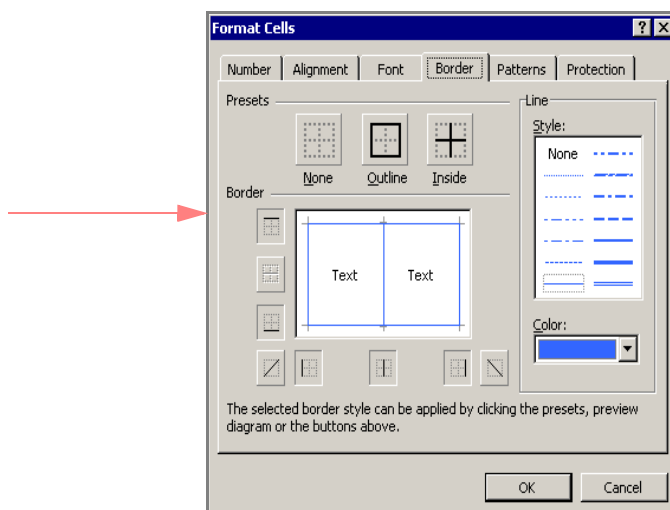 Format Cells
Number Alignment Font Border Patterns Protection
Presets
None Outline Inside
Border
Text Text
Line
Style:
None
Color:
The selected border style can be applied by clicking the presets, preview
diagram or the buttons above.
OK Cancel